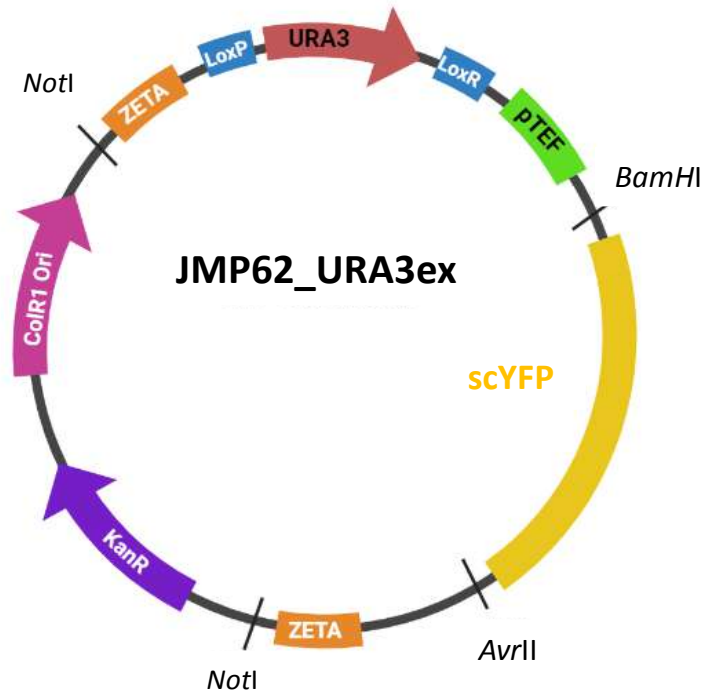 URA3
LoxP
LoxR
ZETA
NotI
pTEF
BamHI
JMP62_URA3ex
ColR1 Ori
scYFP
KanR
ZETA
AvrII
NotI